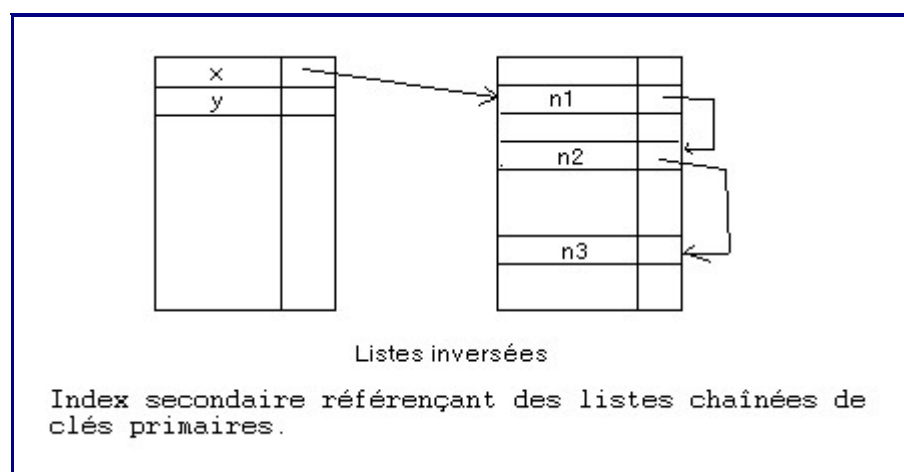 x
y
n1
n2
n3
Listes inversées
Index secondaire référençant des listes chaînées de
clés primaires.